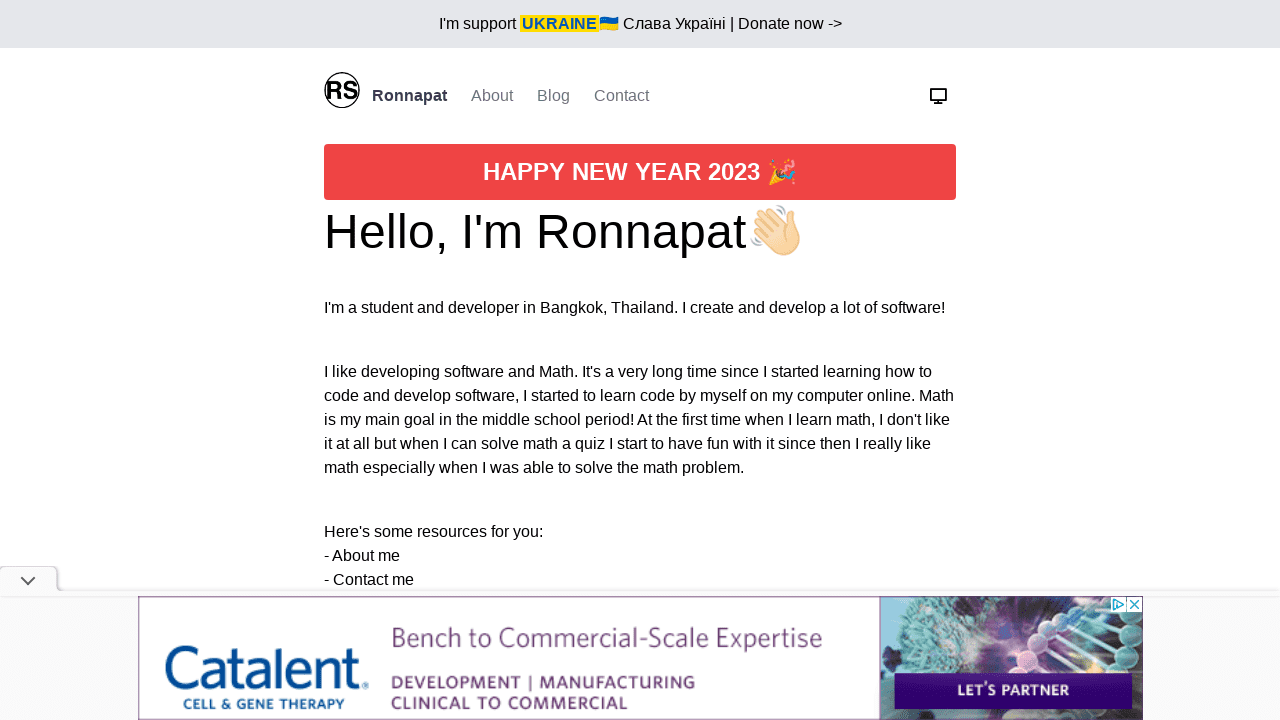 I'm support UKRAINE🇺🇦 Слава Україні | Donate now ->
RS Ronnapat About Blog Contact
HAPPY NEW YEAR 2023 🎉
Hello, I'm Ronnapat👋🏻
I'm a student and developer in Bangkok, Thailand. I create and develop a lot of software!
I like developing software and Math. It's a very long time since I started learning how to
code and develop software, I started to learn code by myself on my computer online. Math
is my main goal in the middle school period! At the first time when I learn math, I don't like
it at all but when I can solve math a quiz I start to have fun with it since then I really like
math especially when I was able to solve the math problem.
Here's some resources for you:
- About me
- Contact me
Catalent®
CELL & GENE THERAPY
Bench to Commercial-Scale Expertise
DEVELOPMENT | MANUFACTURING
CLINICAL TO COMMERCIAL
LET'S PARTNER